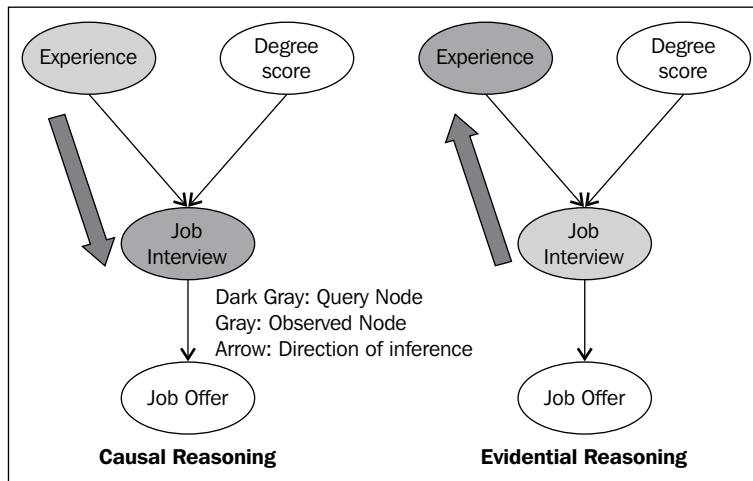 Experience
Degree
score
Job
Interview
Dark Gray: Query Node
Gray: Observed Node
Arrow: Direction of inference
Job Offer
Causal Reasoning
Experience
Degree
score
Job
Interview
Job Offer
Evidential Reasoning